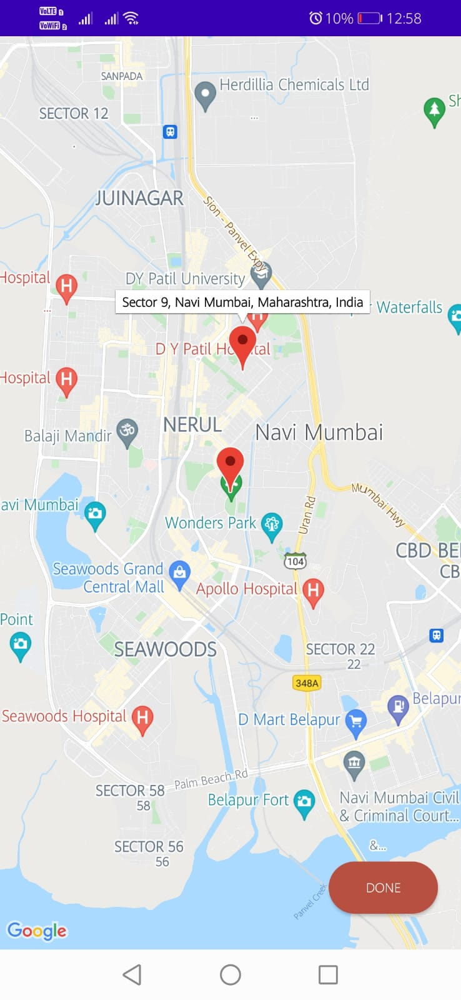 VoLTE 1
VoWiFi 2
10% 12:58
SANPADA
Herdillia Chemicals Ltd
...
SECTOR 12
Sh
JUINAGAR
Sion - Panvel Expy
Hospital
DY Patil University
...
Sector 9, Navi Mumbai, Maharashtra, India
Waterfalls
D Y Patil
Hospital
NERUL
Navi Mumbai
Balaji Mandir
Mumbai Hwy
avi Mumbai
Uran Rd
Wonders Park
CBD BE
CB
104
Seawoods Grand
Central Mall
Apollo Hospital
Point
SEAWOODS
SECTOR 22
22
348A
Belapur
Seawoods Hospital
D Mart Belapur
Palm Beach Rd
SECTOR 58
58
Belapur Fort
Navi Mumbai Civil
& Criminal Court...
&...
SECTOR 56
56
DONE
Panvel Creek
Google